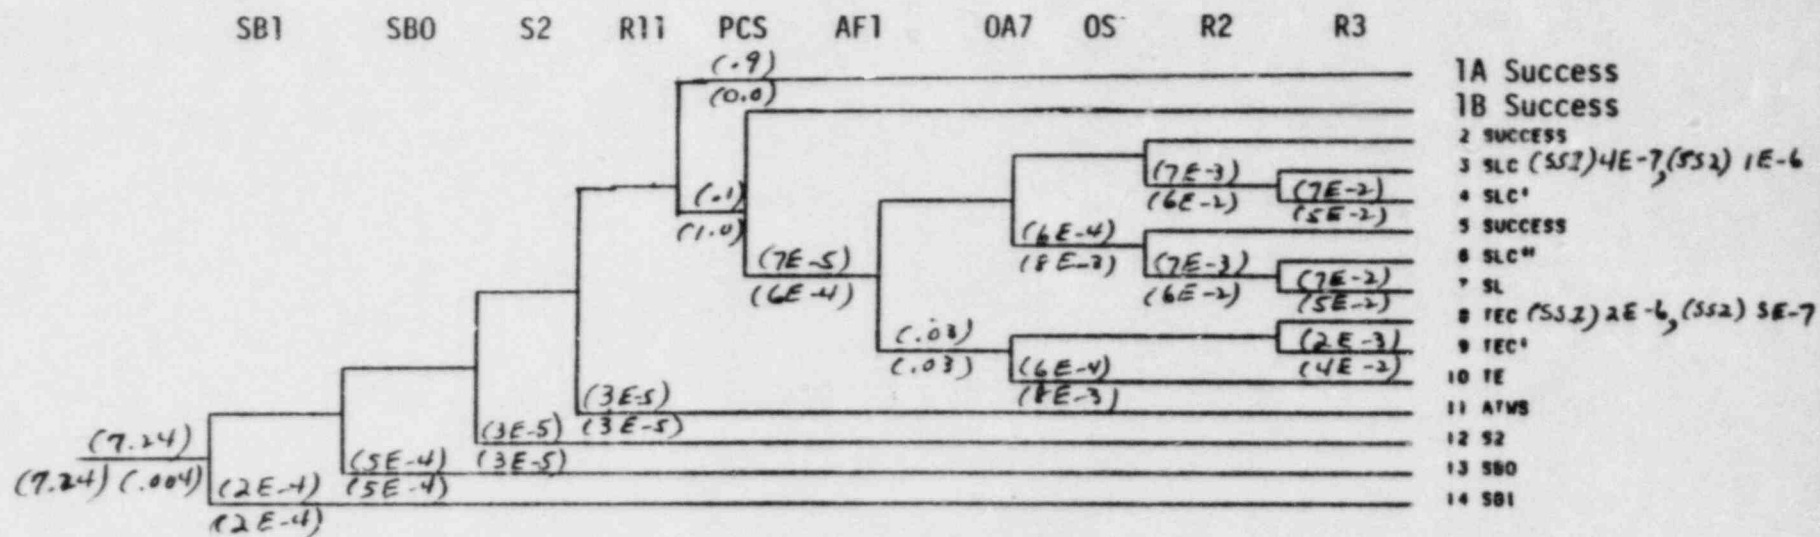 SB1 SBO S2 R11 PCS AF1 OA7 OS R2 R3
(.9) 1A Success
(0.0)
1B Success
2 SUCCESS
(7E-3) 3 SLC (SS1) 4E-7, (SS2) 1E-6
(.1) (6E-2) (7E-2) 4 SLC'
(1.0) (5E-2)
(6E-4) 5 SUCCESS
(7E-5) (8E-3) (7E-3) 6 SLC"
(6E-4) (6E-2) (7E-2) 7 SL
(5E-2)
(.03) 8 TEC (SS1) 2E-6, (SS2) 5E-7
(.03) (2E-3) 9 TEC'
(6E-4) (4E-2) 10 TE
(3E-5) (8E-3) 11 ATWS
(3E-5) (3E-5) 12 S2
(7.24) (5E-4) (3E-5) 13 SBO
(7.24) (.004) (2E-4) (5E-4) 14 SB1
(2E-4)